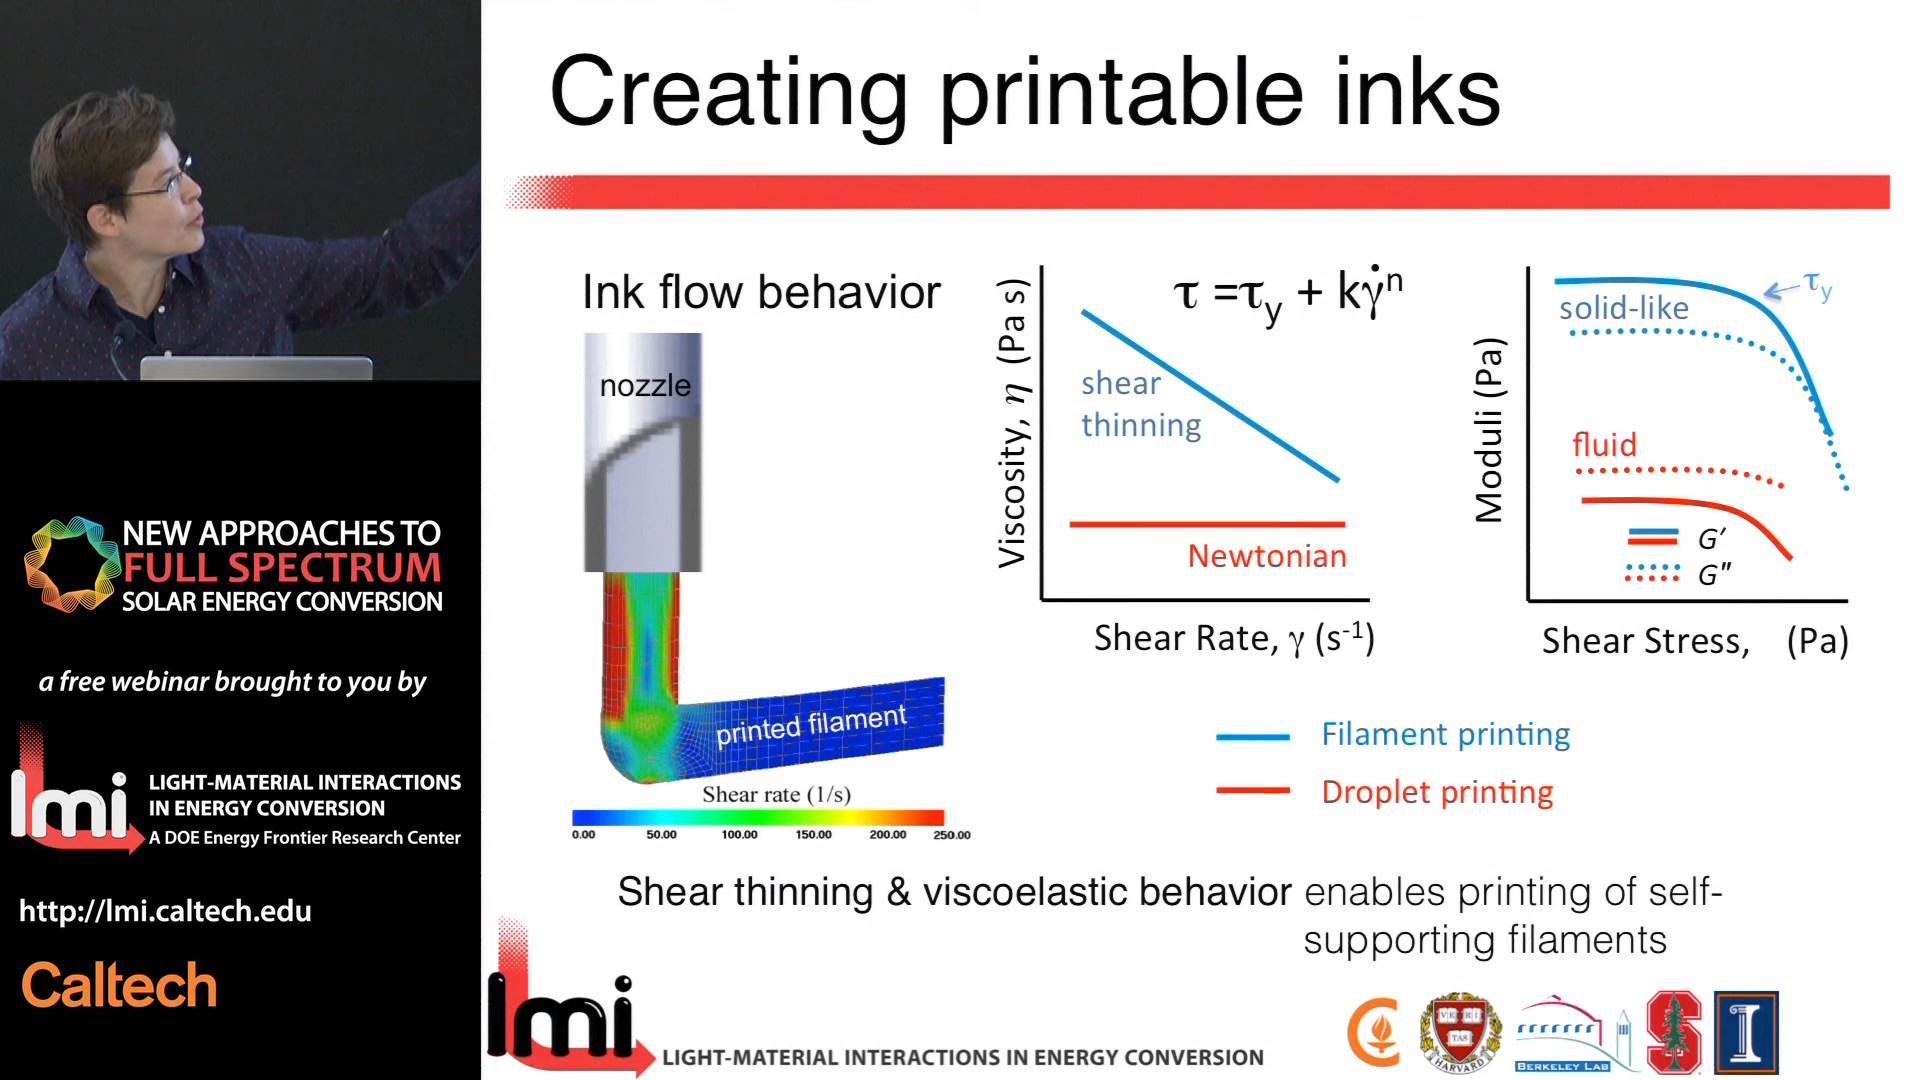 Creating printable inks
Ink flow behavior
nozzle
printed filament
Shear rate (1/s)
0.00 50.00 100.00 150.00 200.00 250.00
Viscosity, η (Pa s)
τ =τy + kγ̇ⁿ
shear
thinning
Newtonian
Shear Rate, γ (s⁻¹)
Moduli (Pa)
τy
solid-like
fluid
G′
G″
Shear Stress, (Pa)
Filament printing
Droplet printing
Shear thinning & viscoelastic behavior enables printing of self-
supporting filaments
lmi
LIGHT-MATERIAL INTERACTIONS IN ENERGY CONVERSION
C
VE RI
TAS
HARVARD
BERKELEY LAB
S
I
NEW APPROACHES TO
FULL SPECTRUM
SOLAR ENERGY CONVERSION
a free webinar brought to you by
lmi
LIGHT-MATERIAL INTERACTIONS
IN ENERGY CONVERSION
A DOE Energy Frontier Research Center
http://lmi.caltech.edu
Caltech